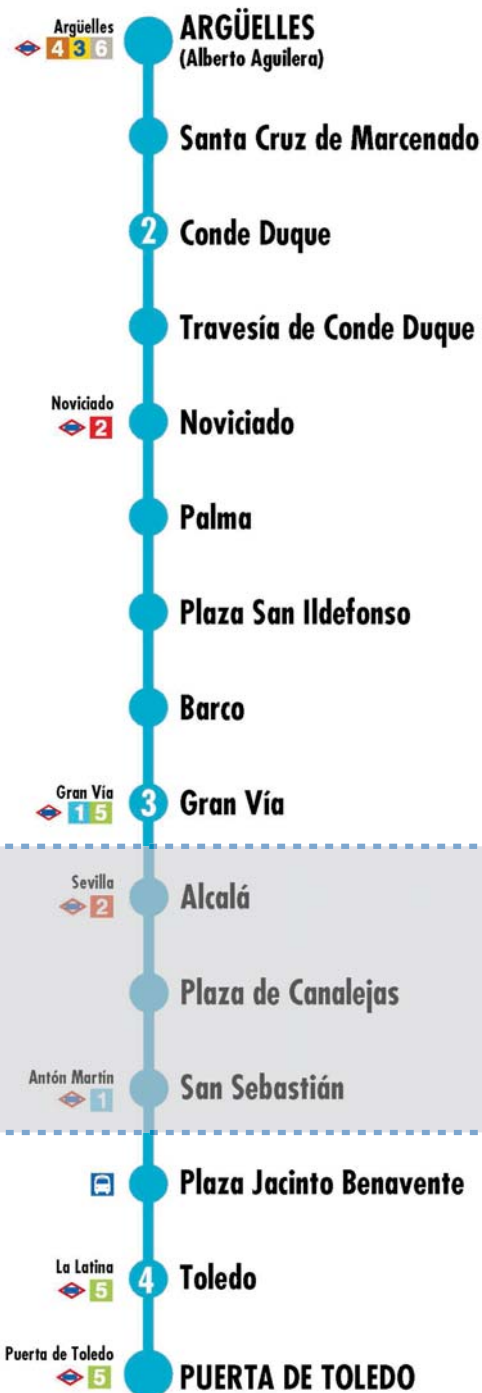 Argüelles
4 3 6
ARGÜELLES
(Alberto Aguilera)
Santa Cruz de Marcenado
2 Conde Duque
Travesía de Conde Duque
Noviciado
2
Noviciado
Palma
Plaza San Ildefonso
Barco
Gran Vía
1 5
3 Gran Vía
Sevilla
2
Alcalá
Plaza de Canalejas
Antón Martín
1
San Sebastián
Plaza Jacinto Benavente
La Latina
5
4 Toledo
Puerta de Toledo
5
PUERTA DE TOLEDO